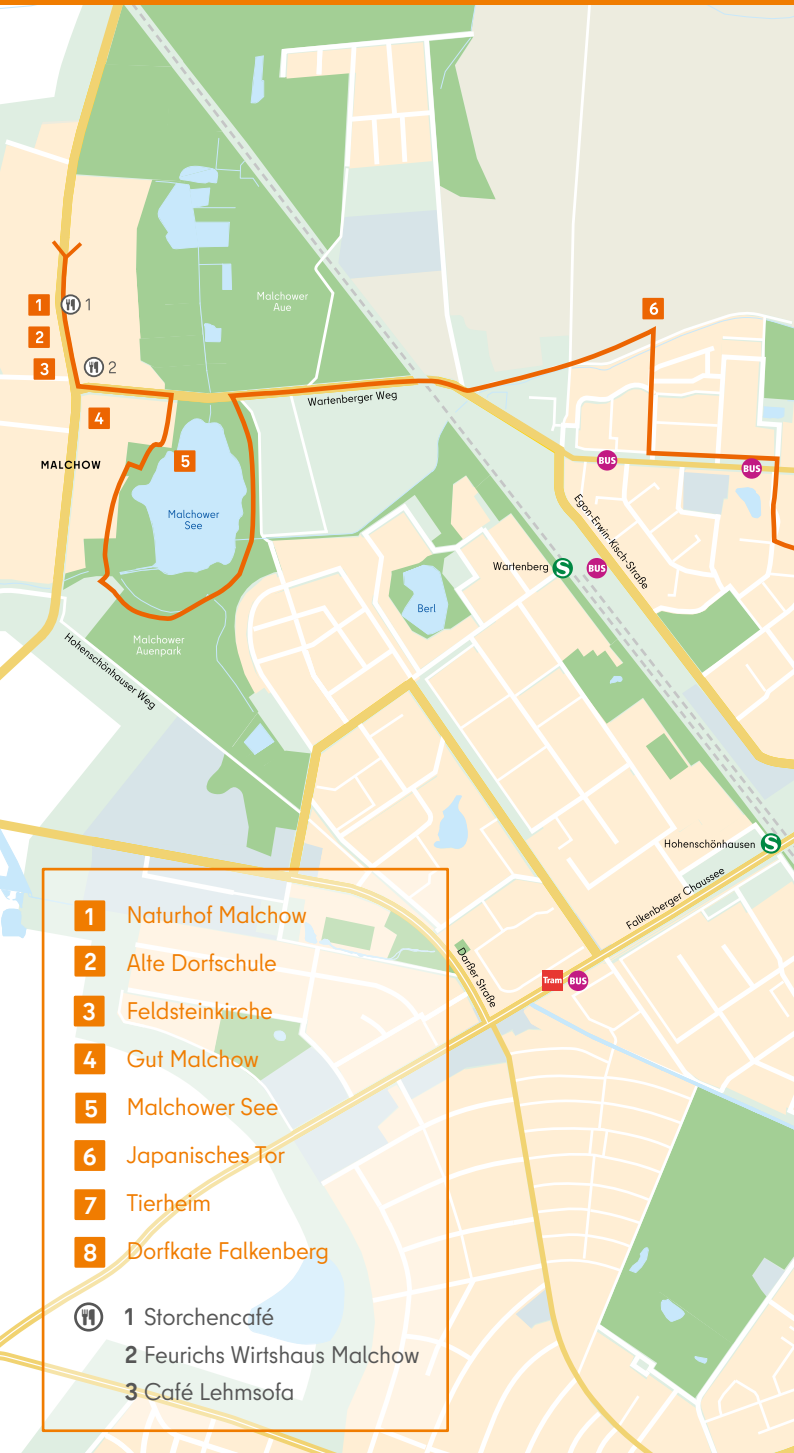 Malchower
Aue
6
1
1
2
3
2
Wartenberger Weg
4
MALCHOW
5
BUS
BUS
Malchower
See
Egon-Erwin-Kisch-Straße
Wartenberg S BUS
Berl
Malchower
Auenpark
Hohenschönhauser Weg
Hohenschönhausen S
Falkenberger Chaussee
Darßer Straße
Tram BUS
1 Naturhof Malchow
2 Alte Dorfschule
3 Feldsteinkirche
4 Gut Malchow
5 Malchower See
6 Japanisches Tor
7 Tierheim
8 Dorfkate Falkenberg
1 Storchencafé
2 Feurichs Wirtshaus Malchow
3 Café Lehmsofa